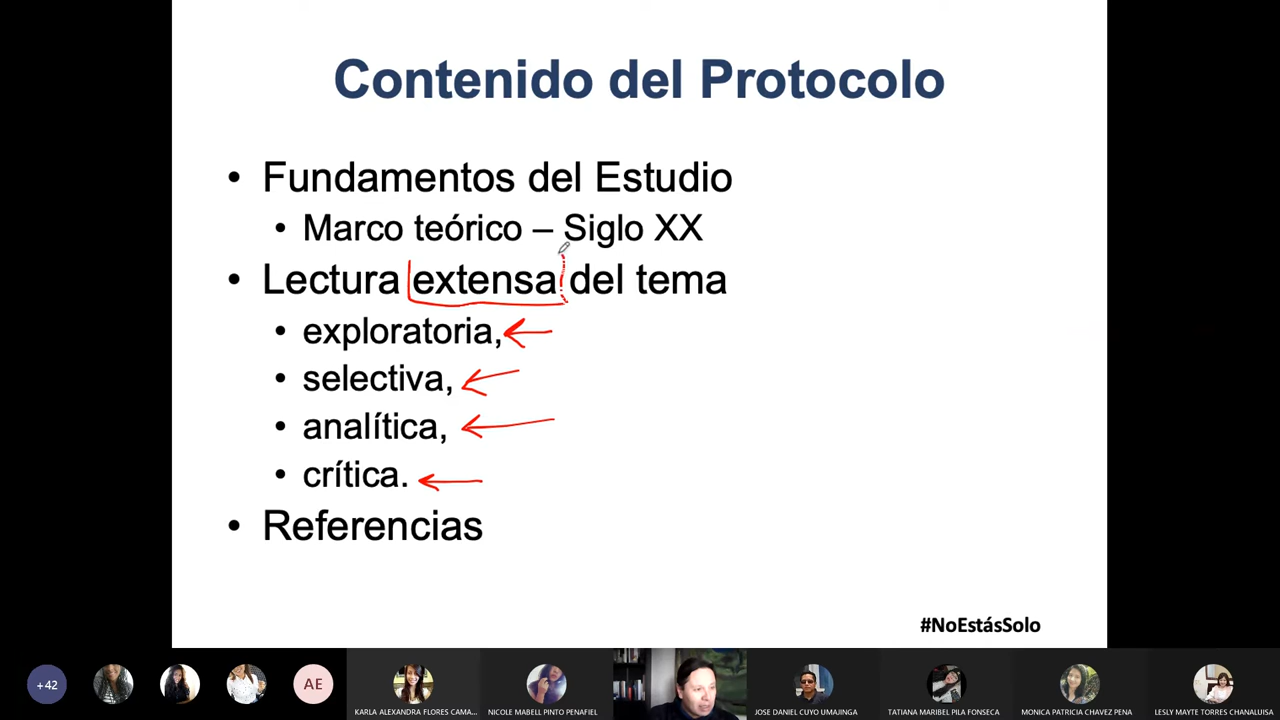 Contenido del Protocolo
• Fundamentos del Estudio
• Marco teórico – Siglo XX
• Lectura extensa del tema
• exploratoria,
• selectiva,
• analítica,
• crítica.
• Referencias
#NoEstásSolo
+42
AE
KARLA ALEXANDRA FLORES CAMA...
NICOLE MABELL PINTO PENAFIEL
JOSE DANIEL CUYO UMAJINGA
TATIANA MARIBEL PILA FONSECA
MONICA PATRICIA CHAVEZ PENA
LESLY MAYTE TORRES CHANALUISA